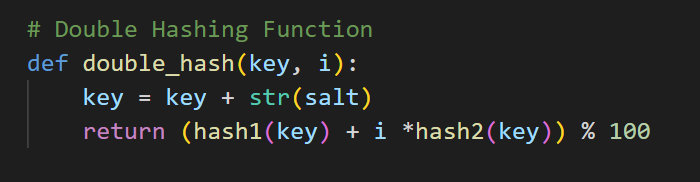 # Double Hashing Function
def double_hash(key, i):
    key = key + str(salt)
    return (hash1(key) + i *hash2(key)) % 100